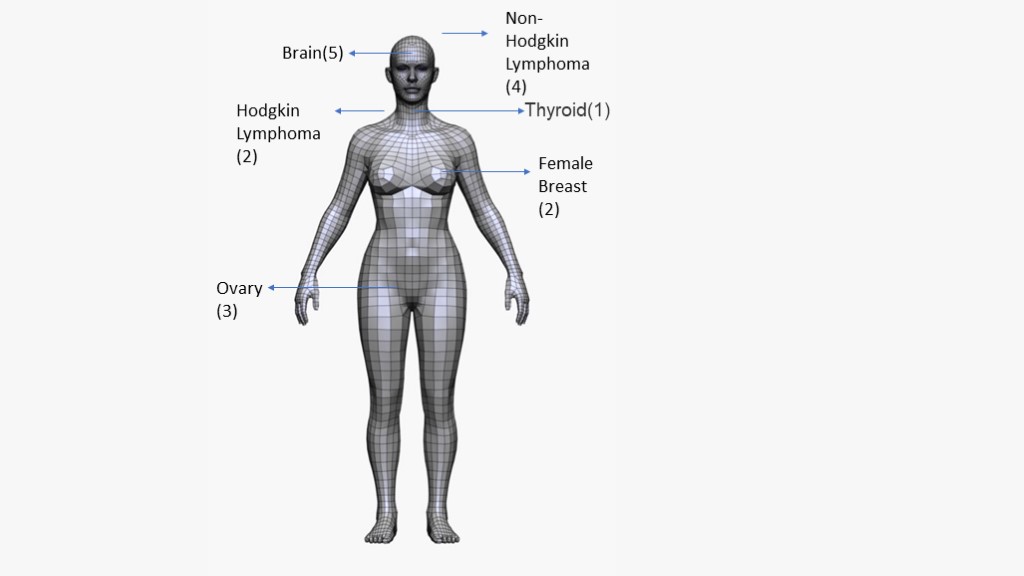 Non-
Hodgkin
Lymphoma
(4)
Brain(5)
Hodgkin
Lymphoma
(2)
Thyroid(1)
Female
Breast
(2)
Ovary
(3)